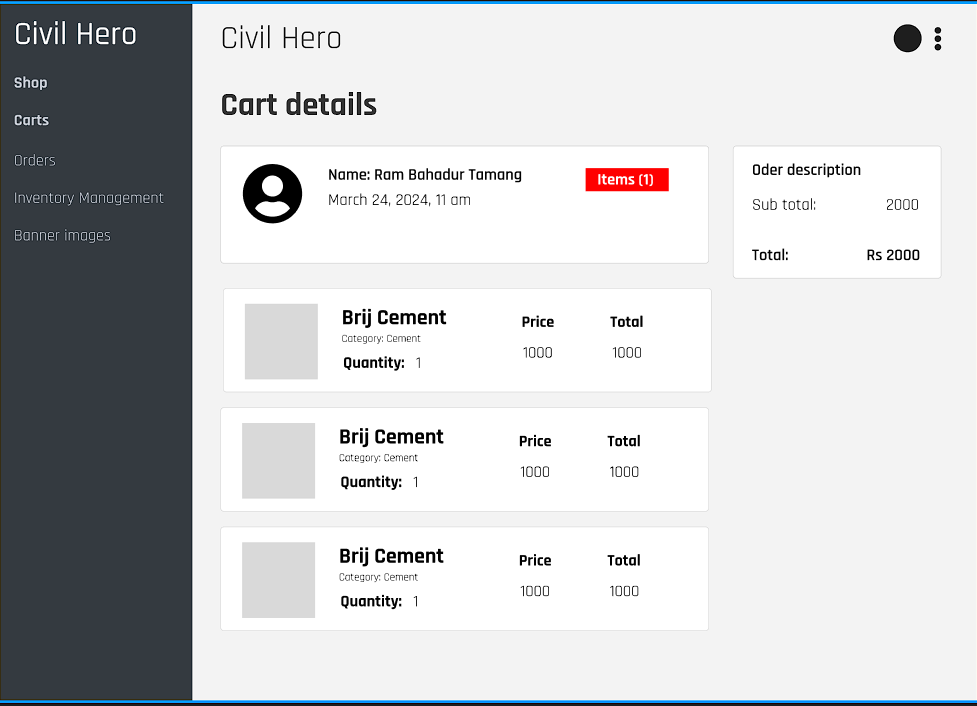 Civil Hero
Shop
Carts
Orders
Inventory Management
Banner images
Civil Hero
Cart details
Name: Ram Bahadur Tamang
March 24, 2024, 11 am
Items (1)
Oder description
Sub total: 2000
Total: Rs 2000
Brij Cement
Category: Cement
Quantity: 1
Price Total
1000 1000
Brij Cement
Category: Cement
Quantity: 1
Price Total
1000 1000
Brij Cement
Category: Cement
Quantity: 1
Price Total
1000 1000